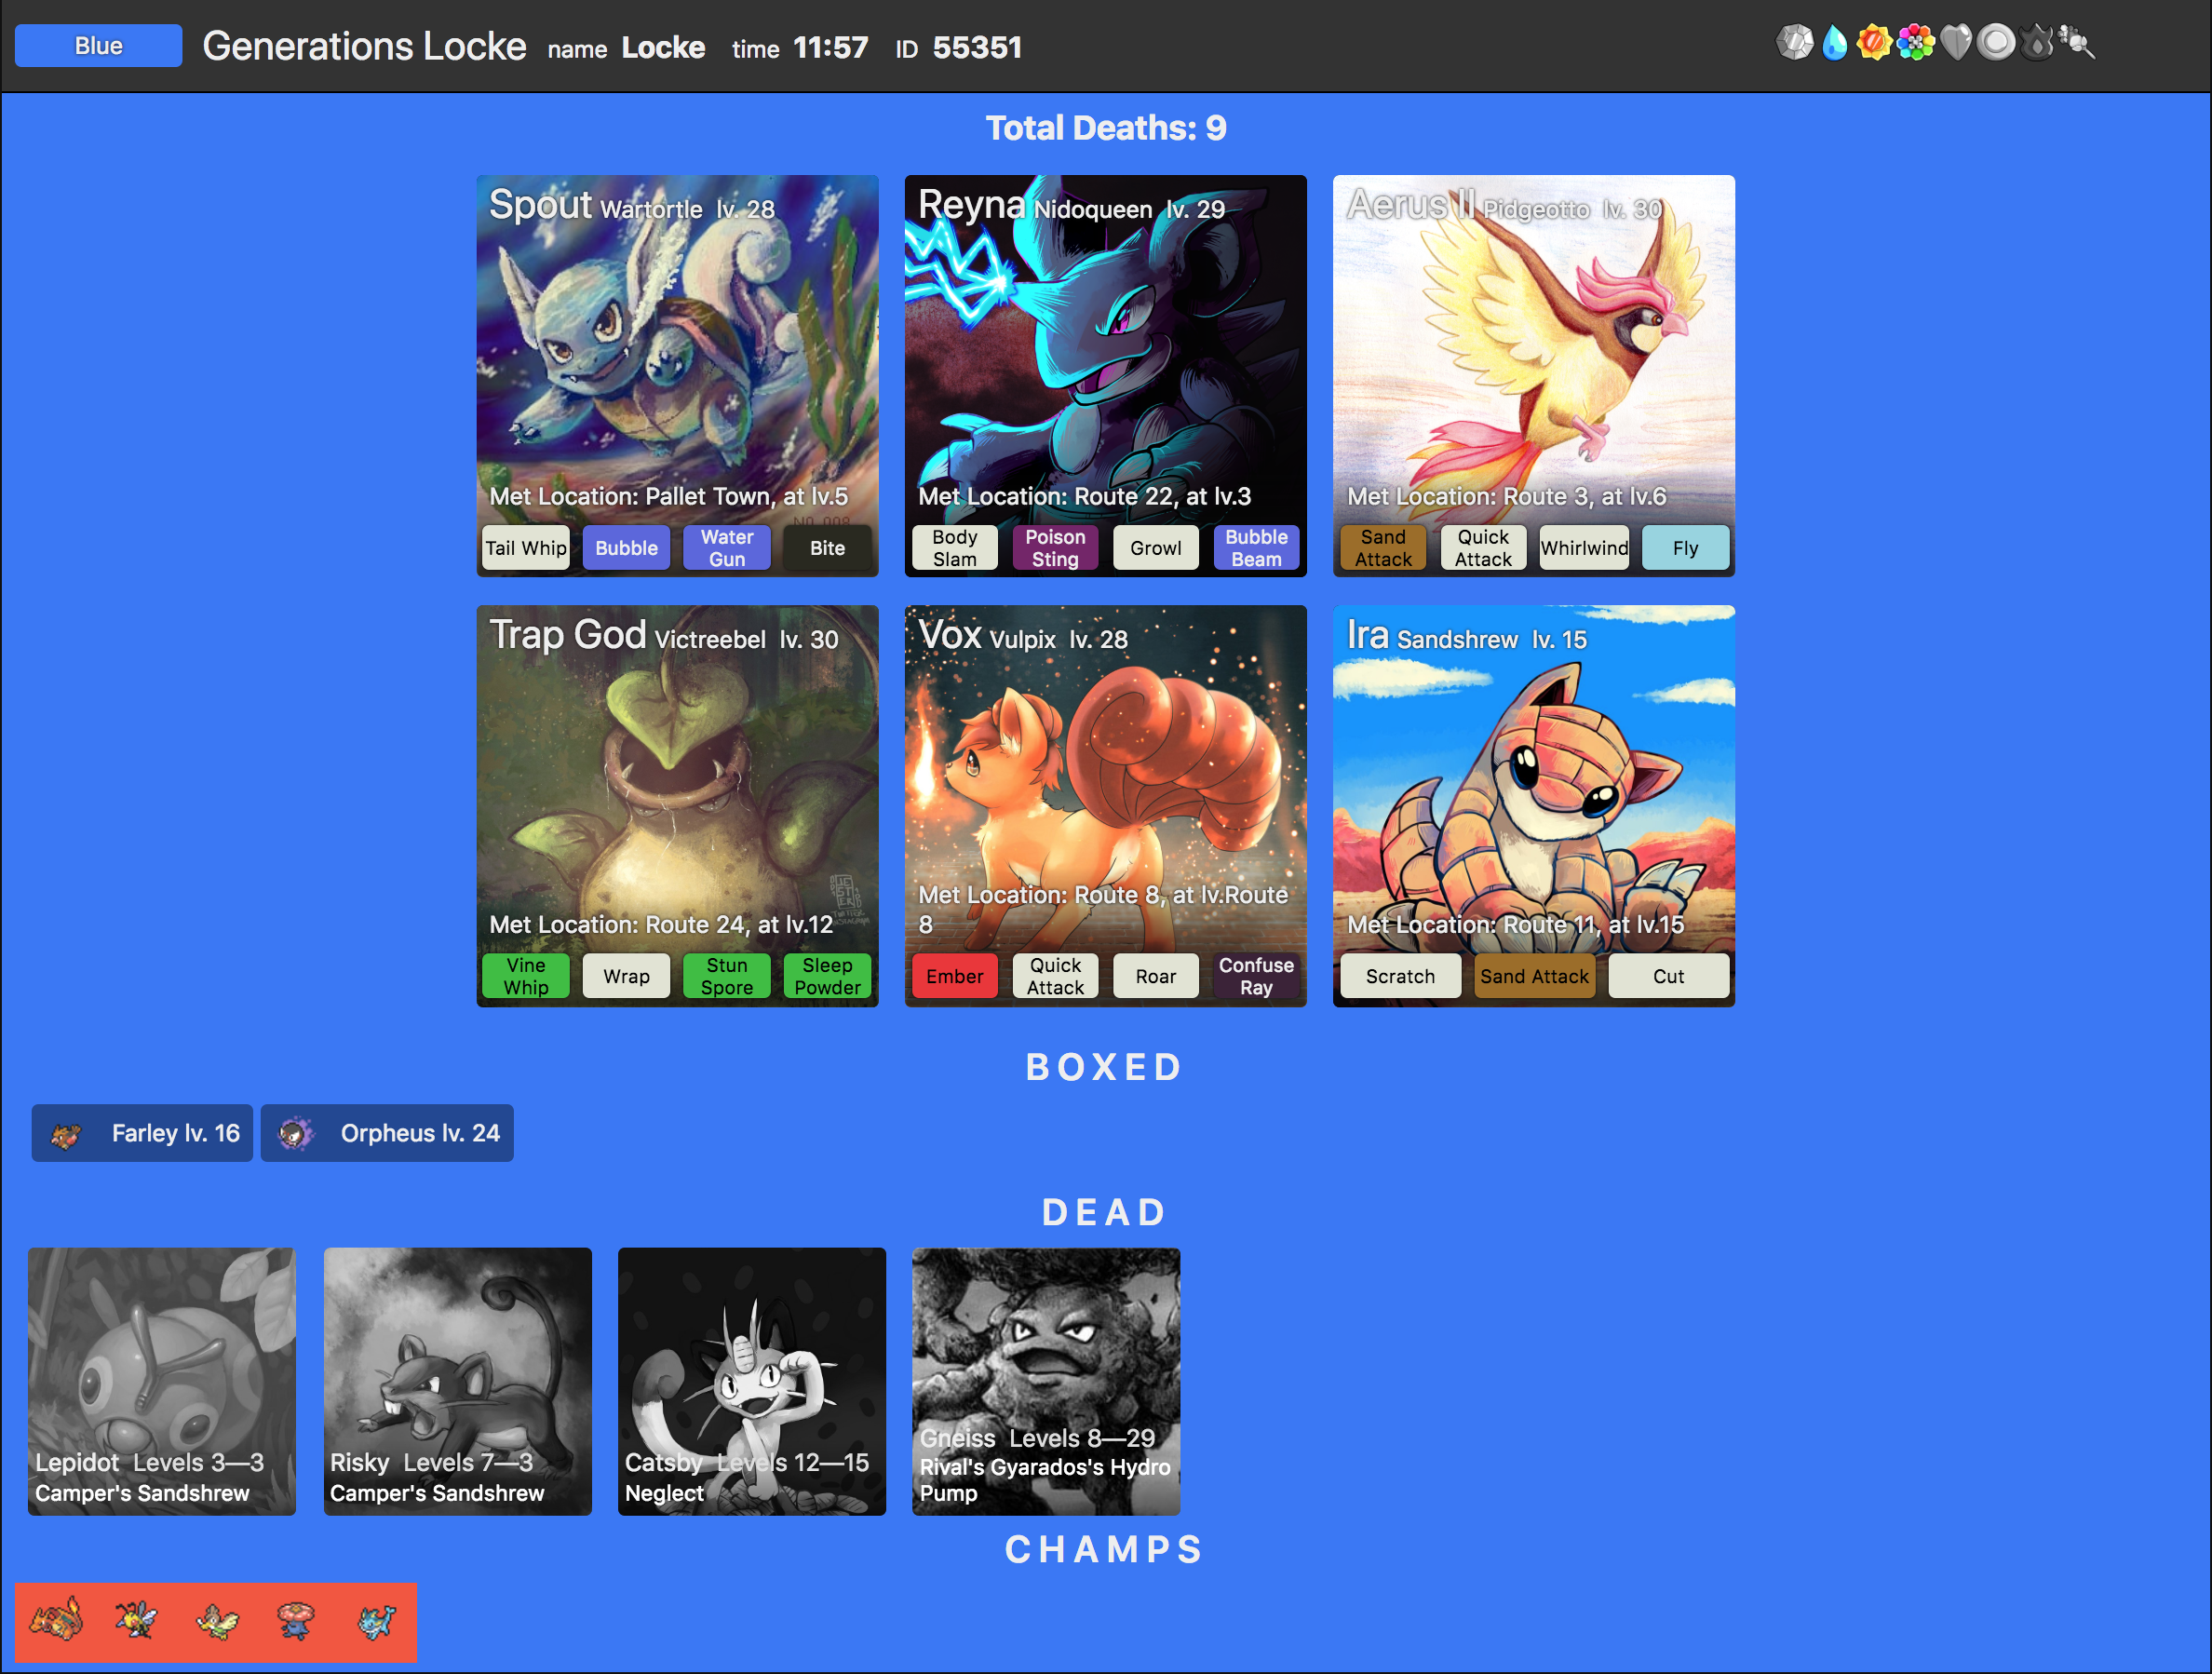 Blue
Generations Locke name Locke time 11:57 ID 55351
Total Deaths: 9
Spout Wartortle lv. 28
Met Location: Pallet Town, at lv.5
Tail Whip
Bubble
Water
Gun
Bite
Reyna Nidoqueen lv. 29
Met Location: Route 22, at lv.3
Body
Slam
Poison
Sting
Growl
Bubble
Beam
Aerus II Pidgeotto lv. 30
Met Location: Route 3, at lv.6
Sand
Attack
Quick
Attack
Whirlwind
Fly
Trap God Victreebel lv. 30
Met Location: Route 24, at lv.12
Vine
Whip
Wrap
Stun
Spore
Sleep
Powder
Vox Vulpix lv. 28
Met Location: Route 8, at lv.Route
8
Ember
Quick
Attack
Roar
Confuse
Ray
Ira Sandshrew lv. 15
Met Location: Route 11, at lv.15
Scratch
Sand Attack
Cut
BOXED
Farley lv. 16
Orpheus lv. 24
DEAD
Lepidot Levels 3—3
Camper's Sandshrew
Risky Levels 7—3
Camper's Sandshrew
Catsby Levels 12—15
Neglect
Gneiss Levels 8—29
Rival's Gyarados's Hydro
Pump
CHAMPS